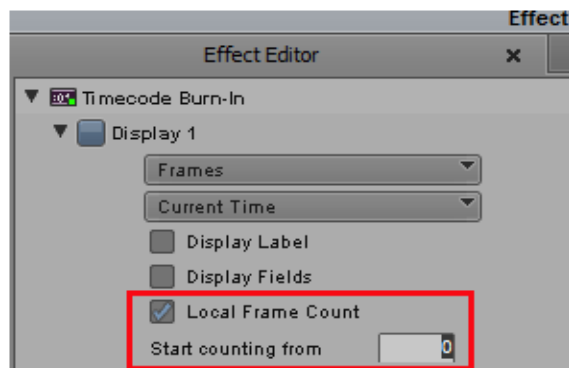 Effect
Effect Editor
Timecode Burn-In
Display 1
Frames
Current Time
Display Label
Display Fields
Local Frame Count
Start counting from 0